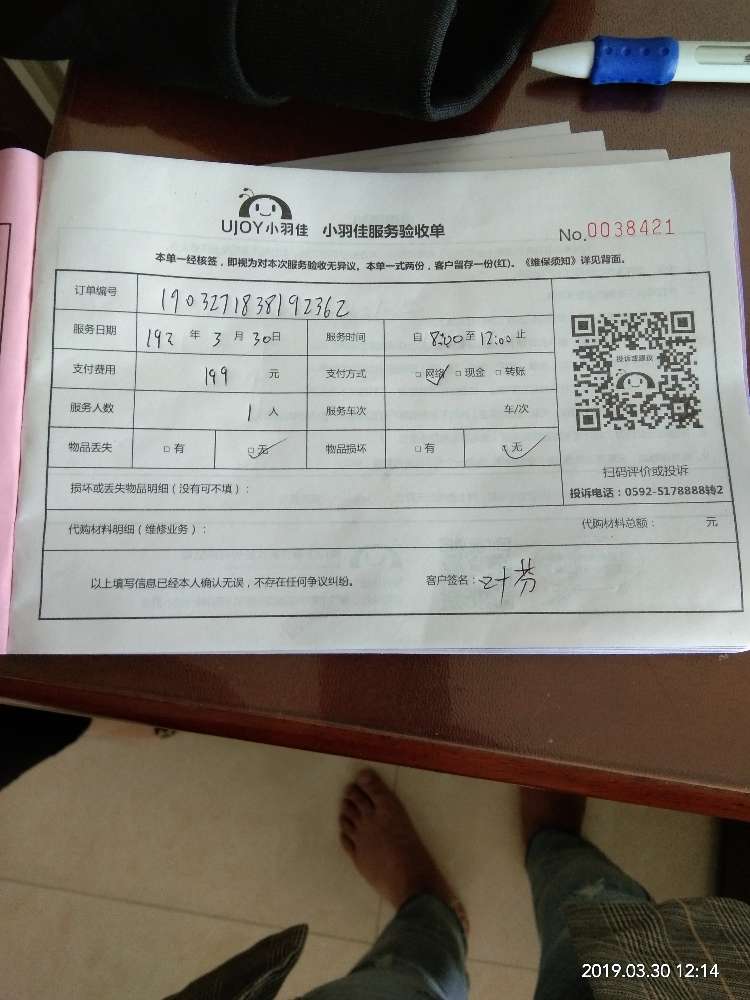 UJOY小羽佳 小羽佳服务验收单 No.0038421
本单一经核签，即视为对本次服务验收无异议。本单一式两份，客户留存一份(红)。《维保须知》详见背面。
订单编号 1903271838192362
服务日期 192 年 3 月 30日 服务时间 自 8:00 至 12:00 止
支付费用 199 元 支付方式 □网络 □现金 □转账
服务人数 1 人 服务车次 车/次
物品丢失 □有 □无 物品损坏 □有 □无
投诉或建议
扫码评价或投诉
投诉电话：0592-5178888转2
损坏或丢失物品明细（没有可不填）：
代购材料明细（维修业务）： 代购材料总额： 元
以上填写信息已经本人确认无误，不存在任何争议纠纷。 客户签名：叶芬
2019.03.30 12:14